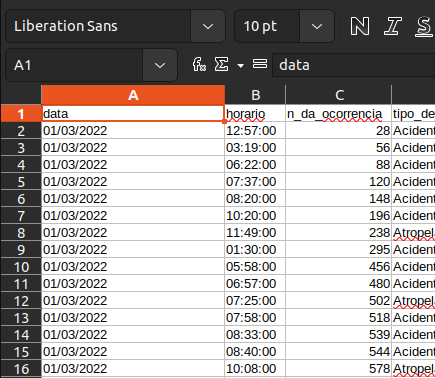 Liberation Sans 10 pt N I S
A1 fx Σ = data
A B C
1 data horario n_da_ocorrencia tipo_de
2 01/03/2022 12:57:00 28 Acident
3 01/03/2022 03:19:00 56 Acident
4 01/03/2022 06:22:00 88 Acident
5 01/03/2022 07:37:00 120 Acident
6 01/03/2022 08:20:00 148 Acident
7 01/03/2022 10:20:00 196 Acident
8 01/03/2022 11:49:00 238 Atropel
9 01/03/2022 01:30:00 295 Acident
10 01/03/2022 05:58:00 456 Acident
11 01/03/2022 06:57:00 480 Acident
12 01/03/2022 07:25:00 502 Atropel
13 01/03/2022 07:58:00 518 Acident
14 01/03/2022 08:33:00 539 Acident
15 01/03/2022 08:40:00 544 Acident
16 01/03/2022 10:08:00 578 Atropel